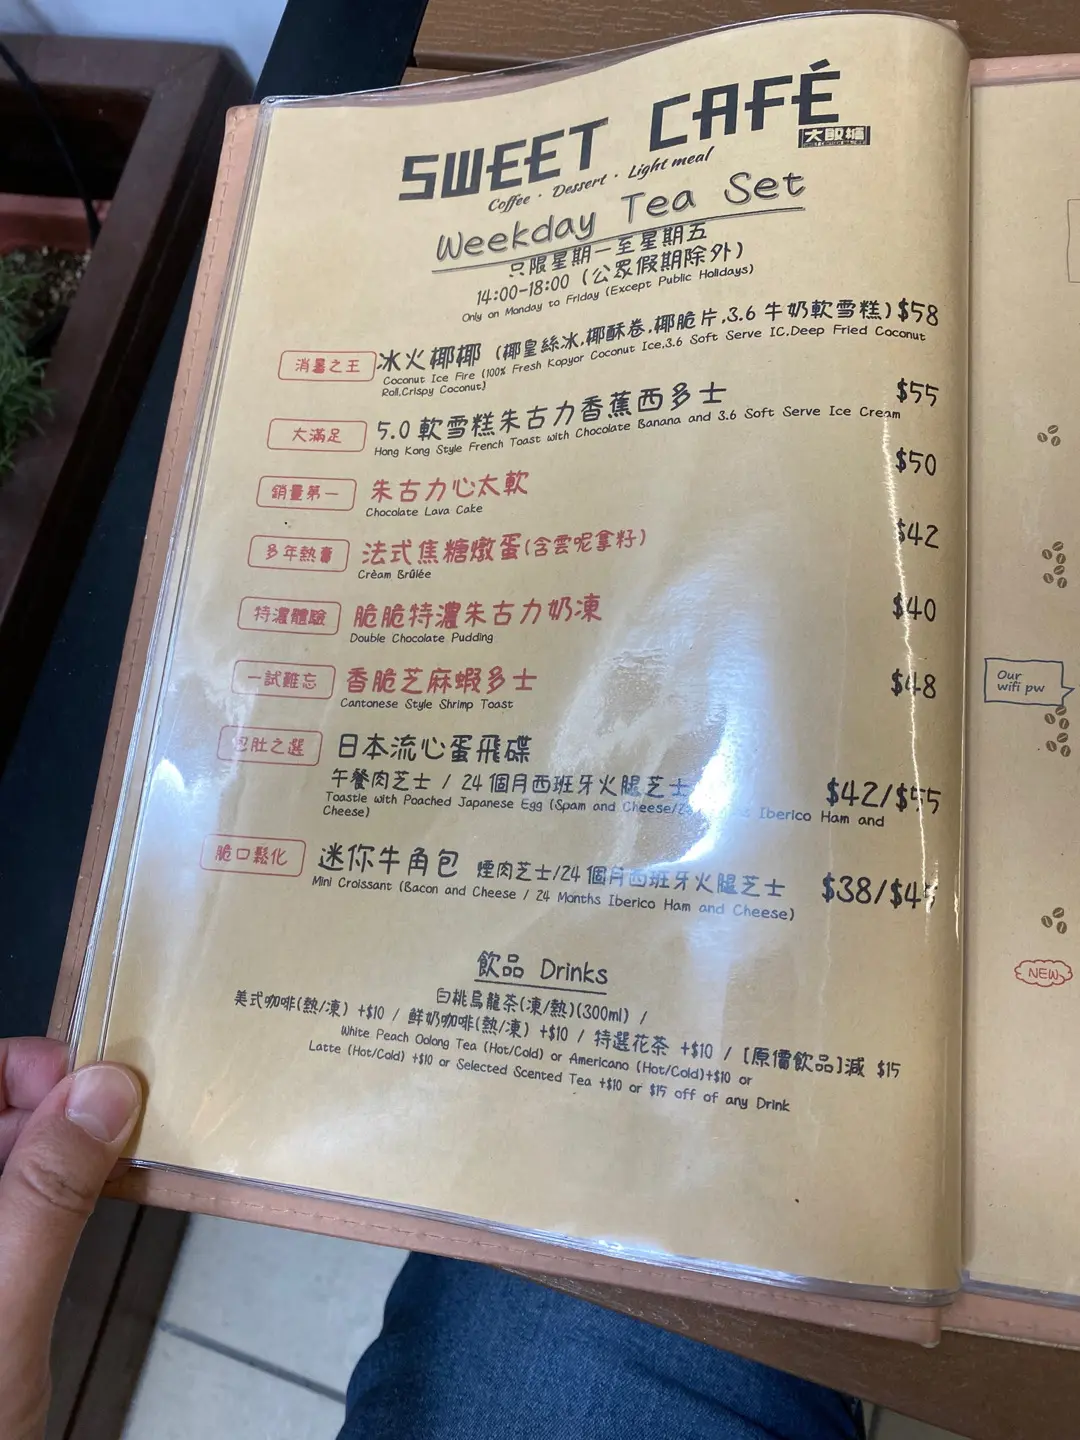 SWEET CAFÉ
Coffee · Dessert · Light meal
Weekday Tea Set
只限星期一至星期五
14:00-18:00 (公眾假期除外)
Only on Monday to Friday (Except Public Holidays)
消暑之王 冰火椰椰 (椰皇絲冰,椰酥卷,椰脆片,3.6 牛奶軟雪糕) $58
Coconut Ice Fire (100% Fresh Kopyor Coconut Ice,3.6 Soft Serve IC,Deep Fried Coconut
Roll,Crispy Coconut)
大滿足 5.0 軟雪糕朱古力香蕉西多士 $55
Hong Kong Style French Toast with Chocolate Banana and 3.6 Soft Serve Ice Cream
銷量第一 朱古力心太軟 $50
Chocolate Lava Cake
多年熱賣 法式焦糖燉蛋(含雲呢拿籽) $42
Crèam Brûlée
特濃體驗 脆脆特濃朱古力奶凍 $40
Double Chocolate Pudding
一試難忘 香脆芝麻蝦多士 $48
Cantonese Style Shrimp Toast
包肚之選 日本流心蛋飛碟
午餐肉芝士 / 24 個月西班牙火腿芝士 $42/$55
Toastie with Poached Japanese Egg (Spam and Cheese/ Iberico Ham and
Cheese)
脆口鬆化 迷你牛角包 煙肉芝士/24 個月西班牙火腿芝士 $38/
Mini Croissant (Bacon and Cheese / 24 Months Iberico Ham and Cheese)
飲品 Drinks
白桃烏龍茶(凍/熱)(300ml) /
美式咖啡(熱/凍) +$10 / 鮮奶咖啡(熱/凍) +$10 / 特選花茶 +$10 / [原價飲品]減 $15
White Peach Oolong Tea (Hot/Cold) or Americano (Hot/Cold)+$10 or
Latte (Hot/Cold) +$10 or Selected Scented Tea +$10 or $15 off of any Drink
Our
wifi pw
NEW